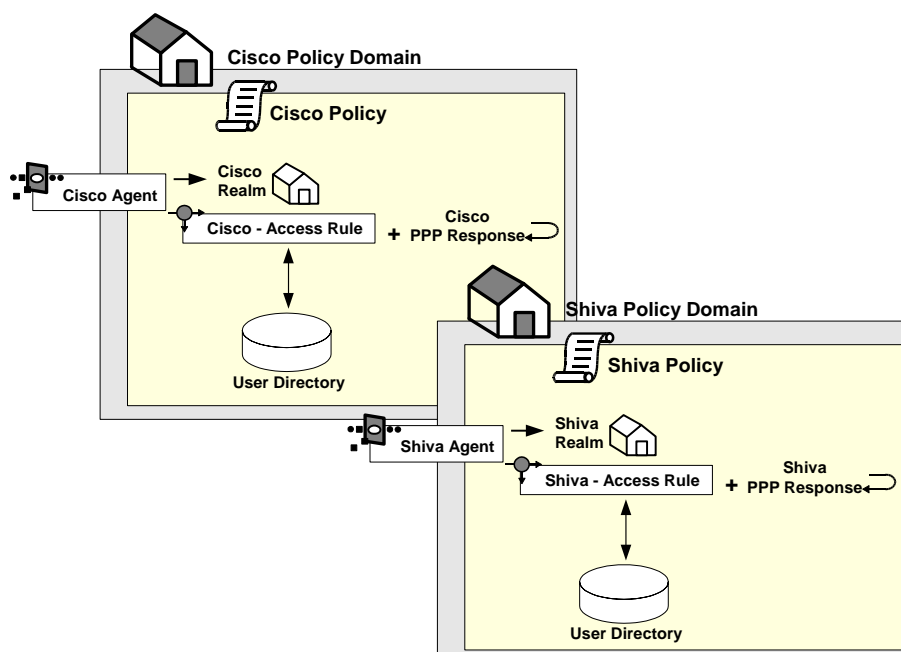 Cisco Policy Domain
Cisco Policy
Cisco
Realm
Cisco Agent
Cisco - Access Rule
+
Cisco
PPP Response
User Directory
Shiva Policy Domain
Shiva Policy
Shiva
Realm
Shiva Agent
Shiva - Access Rule
+
Shiva
PPP Response
User Directory